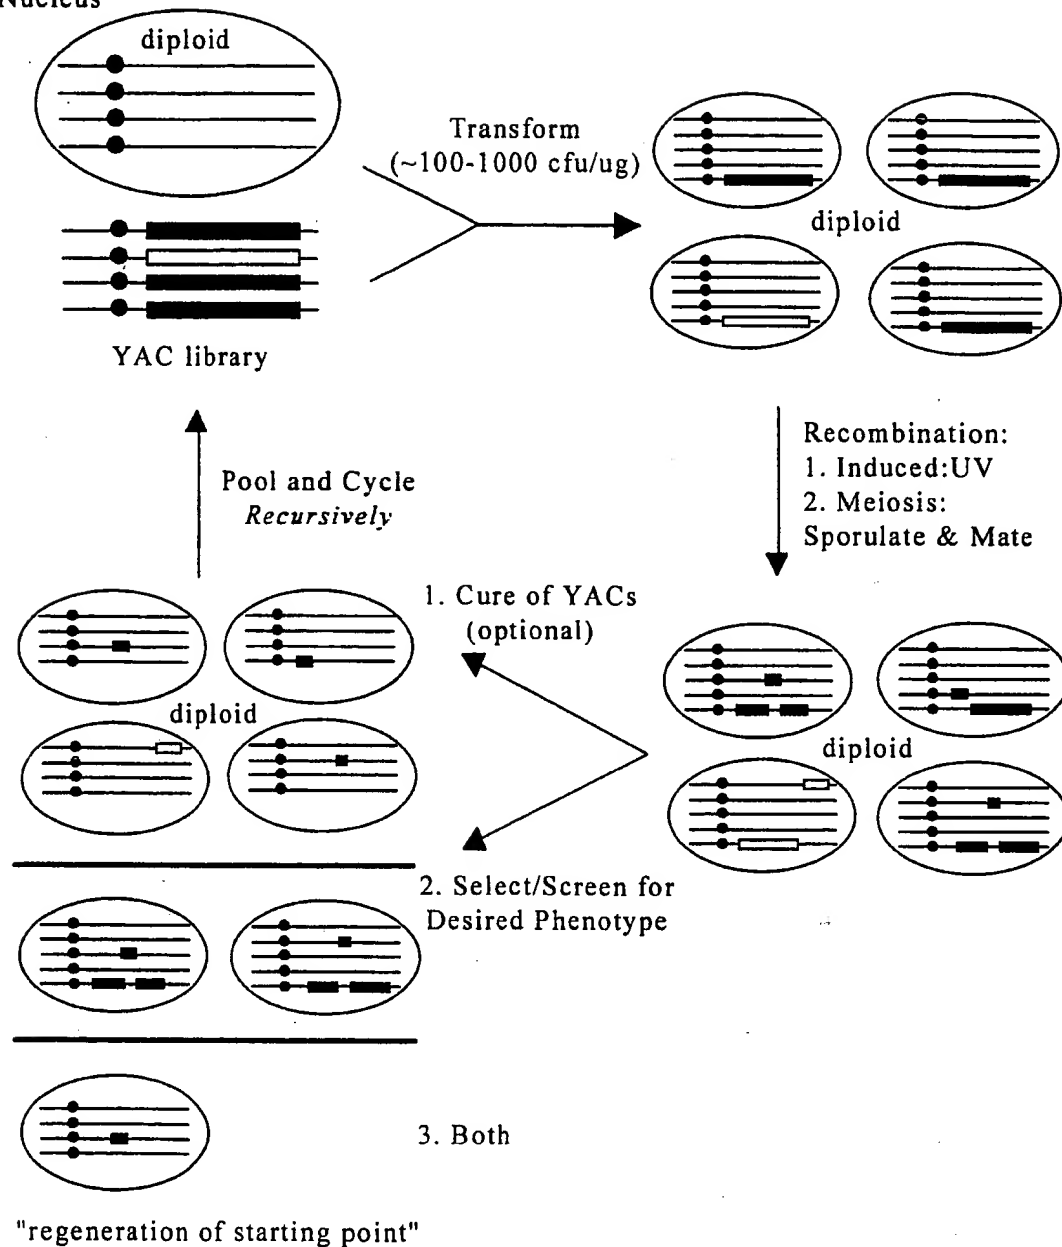 Nucleus
diploid
Transform
(~100-1000 cfu/ug)
diploid
YAC library
Recombination:
1. Induced:UV
2. Meiosis:
Sporulate & Mate
Pool and Cycle
Recursively
1. Cure of YACs
(optional)
diploid
diploid
2. Select/Screen for
Desired Phenotype
3. Both
"regeneration of starting point"